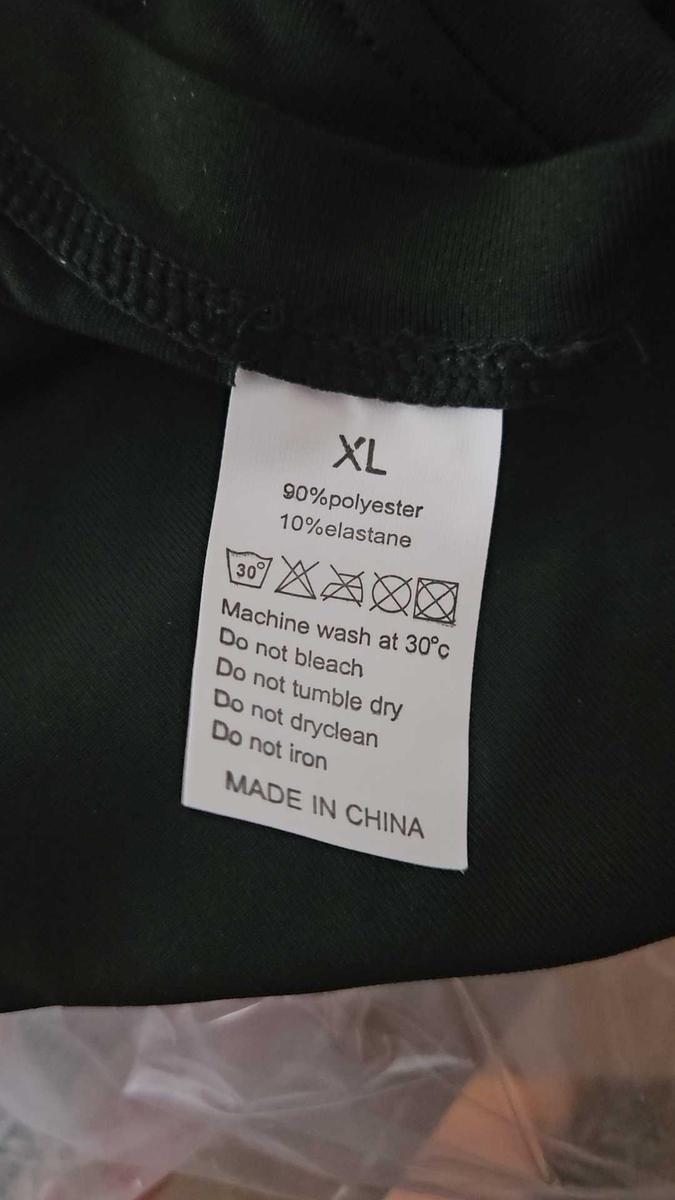 XL
90%polyester
10%elastane
30°
Machine wash at 30°c
Do not bleach
Do not tumble dry
Do not dryclean
Do not iron
MADE IN CHINA